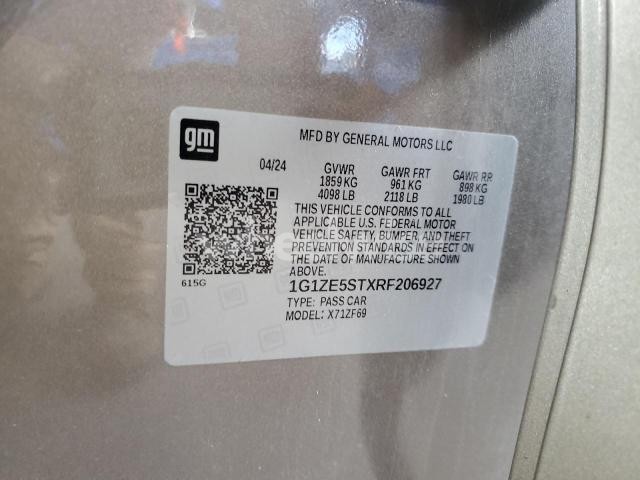 gm
MFD BY GENERAL MOTORS LLC
04/24 GVWR GAWR FRT GAWR RR
1859 KG 961 KG 898 KG
4098 LB 2118 LB 1980 LB
THIS VEHICLE CONFORMS TO ALL
APPLICABLE U.S. FEDERAL MOTOR
VEHICLE SAFETY, BUMPER, AND THEFT
PREVENTION STANDARDS IN EFFECT ON
THE DATE OF MANUFACTURE SHOWN
ABOVE.
615G
1G1ZE5STXRF206927
TYPE: PASS CAR
MODEL: X71ZF69